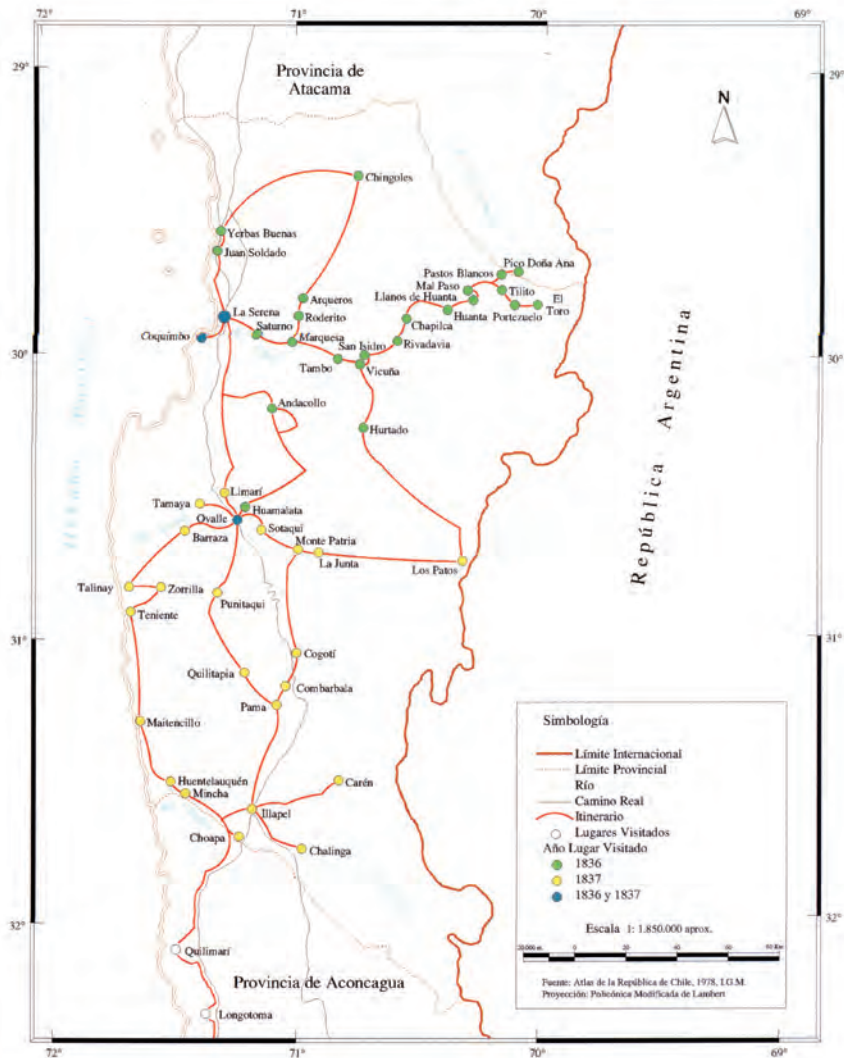 72°
71°
70°
69°
29°
29°
Provincia de
Atacama
N
Chingoles
Yerbas Buenas
Juan Soldado
Pico Doña Ana
Pastos Blancos
Mal Paso
Tilito
Llanos de Huanta
Arqueros
La Serena
Roderito
Huanta
Portezuelo
Toro
Chapilca
Saturno
Coquimbo
Marquesa
San Isidro
Rivadavia
30°
30°
Tambo
Vicuña
Andacollo
Hurtado
República Argentina
Limarí
Tamaya
Huamalata
Ovalle
Sotaquí
Barraza
Monte Patria
La Junta
Los Patos
Talinay
Zorrilla
Punitaqui
Teniente
31°
31°
Cogotí
Quilitapia
Combarbala
Pama
Maitencillo
Simbología
Límite Internacional
Límite Provincial
Río
Camino Real
Itinerario
Lugares Visitados
Año Lugar Visitado
1836
1837
1836 y 1837
Huentelauquén
Mincha
Carén
Illapel
Choapa
Chalinga
32°
32°
Escala 1: 1.850.000 aprox.
0 20 40 60
Quilimarí
Provincia de Aconcagua
Fuente: Atlas de la República de Chile, 1978, I.G.M.
Proyección: Policónica Modificada de Lambert
Longotoma
72°
71°
70°
69°